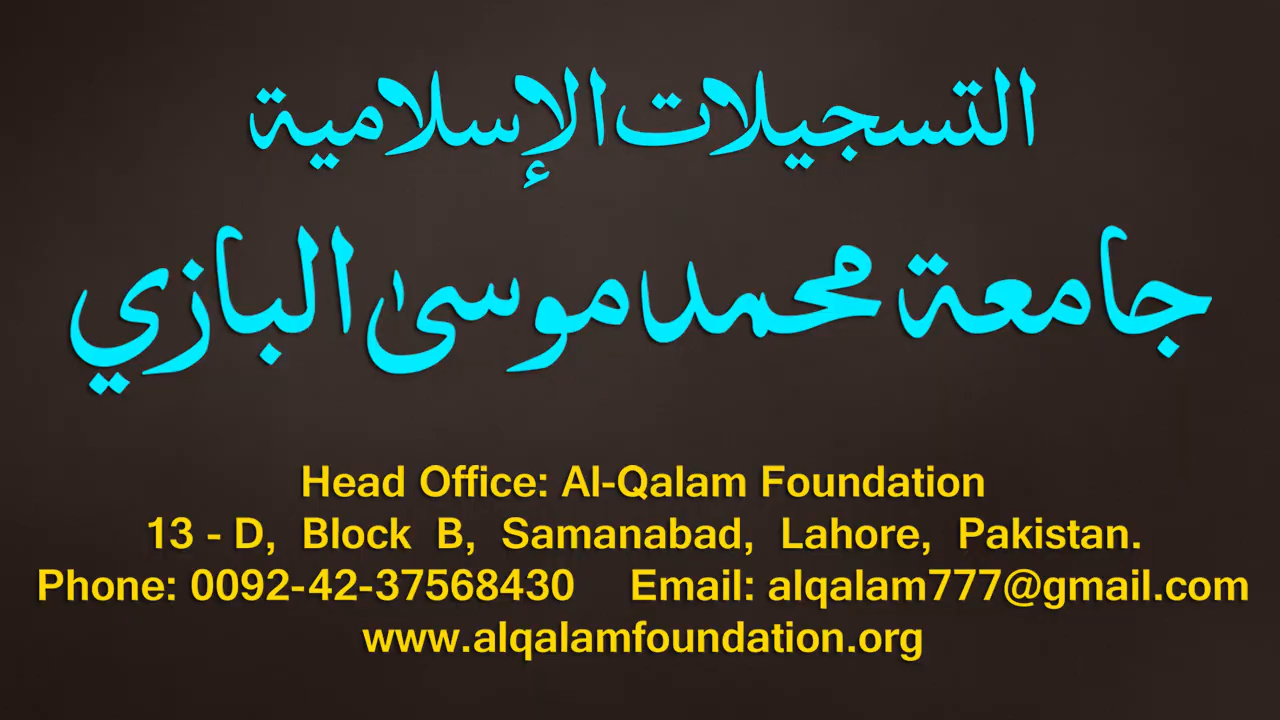 التسجيلات الإسلامية
جامعة محمد موسىٰ البازي
Head Office: Al-Qalam Foundation
13 - D, Block B, Samanabad, Lahore, Pakistan.
Phone: 0092-42-37568430 Email: alqalam777@gmail.com
www.alqalamfoundation.org